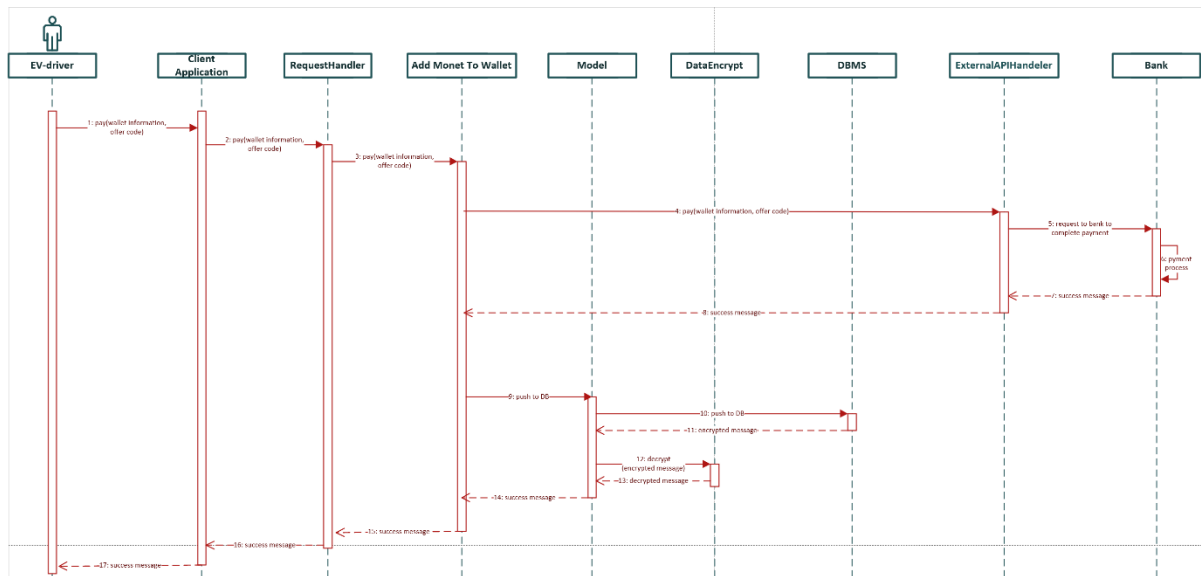 EV-driver
Client
Application
RequestHandler
Add Monet To Wallet
Model
DataEncrypt
DBMS
ExternalAPIHandeler
Bank
1: pay(wallet information,
offer code)
2: pay(wallet information,
offer code)
3: pay(wallet information,
offer code)
4: pay(wallet information, offer code)
5: request to bank to
complete payment
6: pyment
process
7: success message
8: success message
9: push to DB
10: push to DB
11: encrypted message
12: decrypt
(encrypted message)
13: decrypted message
14: success message
15: success message
16: success message
17: success message